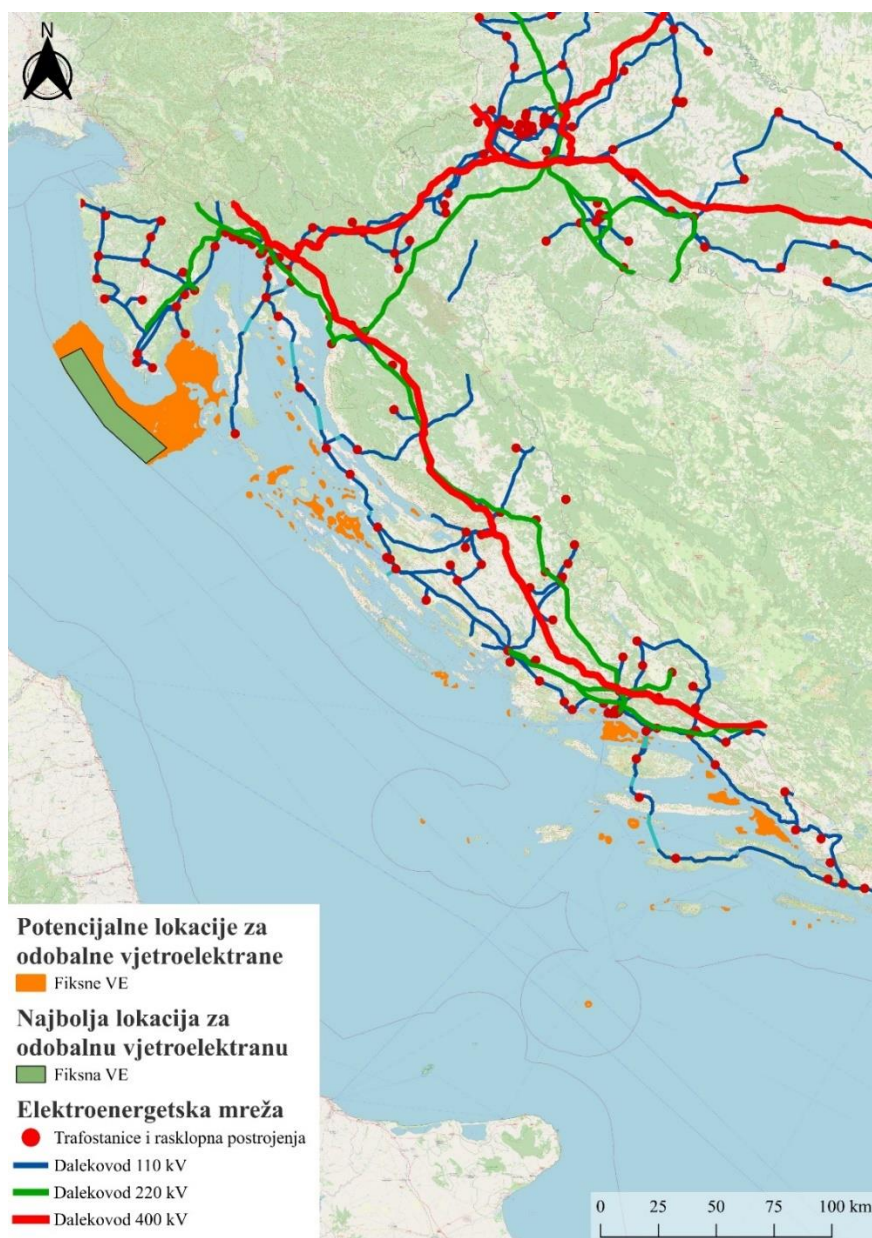 N
Potencijalne lokacije za
odobalne vjetroelektrane
Fiksne VE
Najbolja lokacija za
odobalnu vjetroelektranu
Fiksna VE
Elektroenergetska mreža
Trafostanice i rasklopna postrojenja
Dalekovod 110 kV
Dalekovod 220 kV
Dalekovod 400 kV
0 25 50 75 100 km